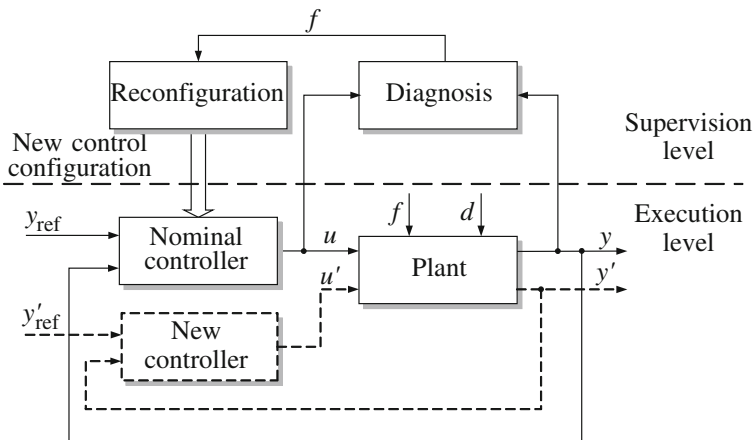 f
Reconfiguration
Diagnosis
New control
configuration
Supervision
level
Execution
level
y_ref
Nominal
controller
u
f
d
Plant
y
u'
y'
y'_ref
New
controller